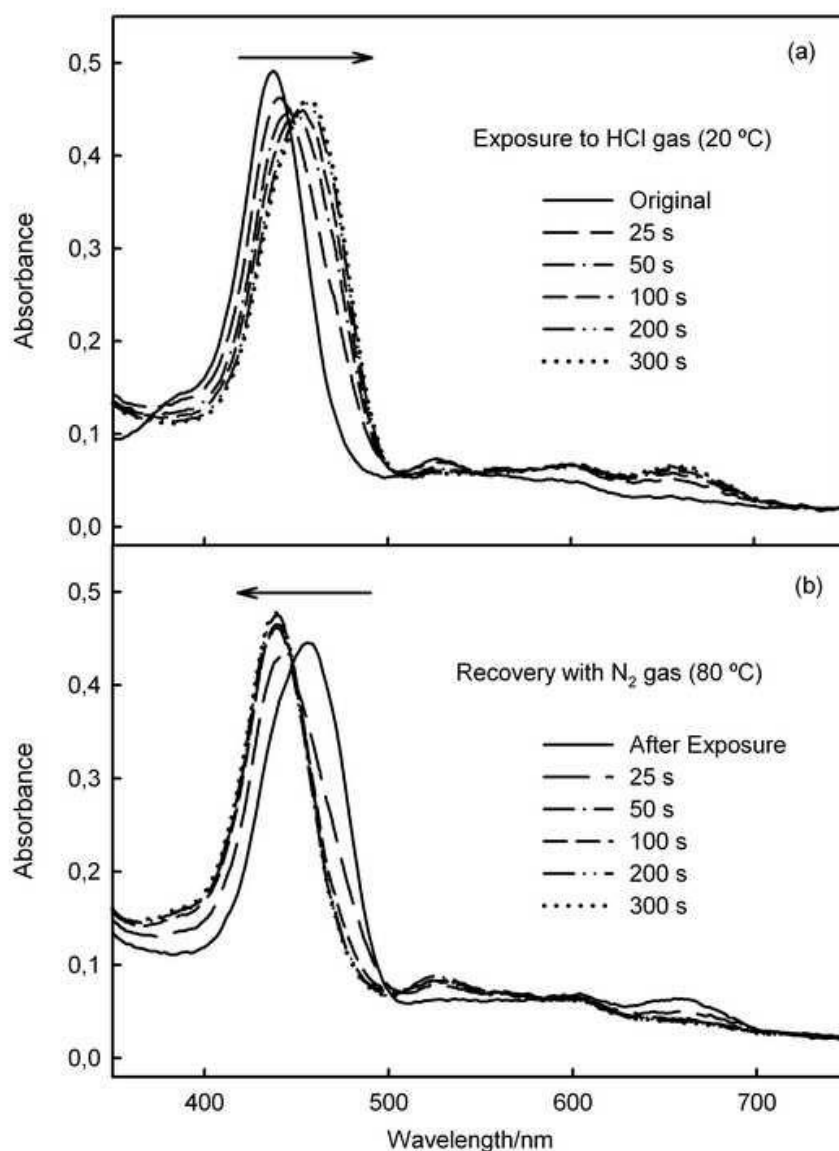 (a)
0,5
0,4
0,3
0,2
0,1
0,0
Absorbance
Exposure to HCl gas (20 ºC)
Original
25 s
50 s
100 s
200 s
300 s
(b)
0,5
0,4
0,3
0,2
0,1
0,0
Absorbance
Recovery with N₂ gas (80 ºC)
After Exposure
25 s
50 s
100 s
200 s
300 s
400 500 600 700
Wavelength/nm